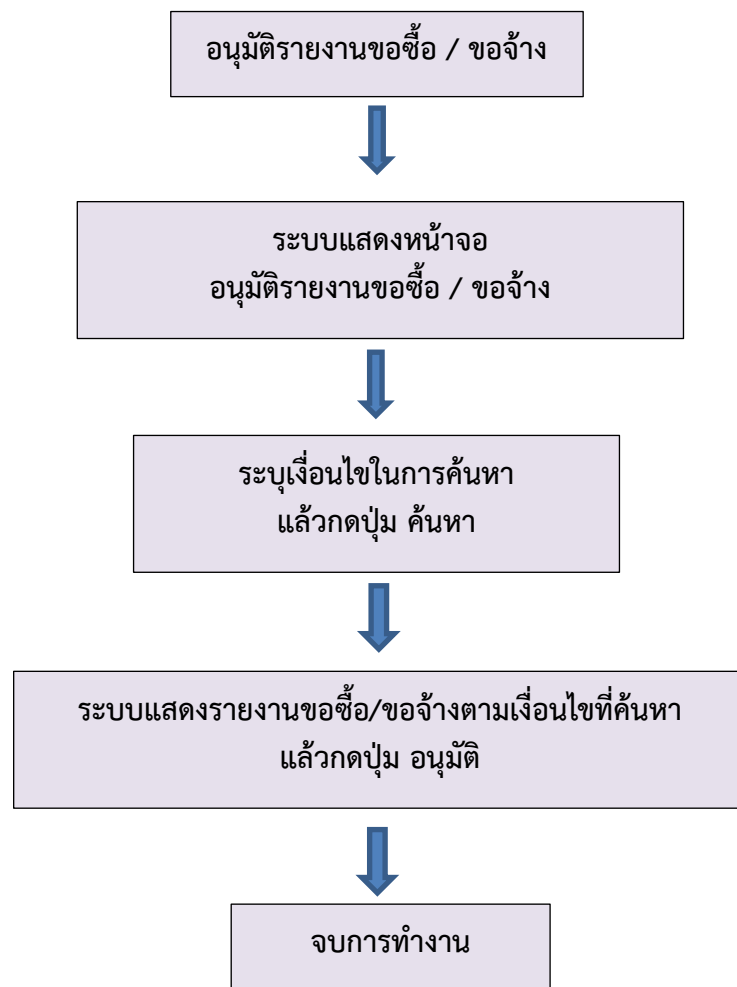 อนุมัติรายงานขอซื้อ / ขอจ้าง
ระบบแสดงหน้าจอ
อนุมัติรายงานขอซื้อ / ขอจ้าง
ระบุเงื่อนไขในการค้นหา
แล้วกดปุ่ม ค้นหา
ระบบแสดงรายงานขอซื้อ/ขอจ้างตามเงื่อนไขที่ค้นหา
แล้วกดปุ่ม อนุมัติ
จบการทำงาน